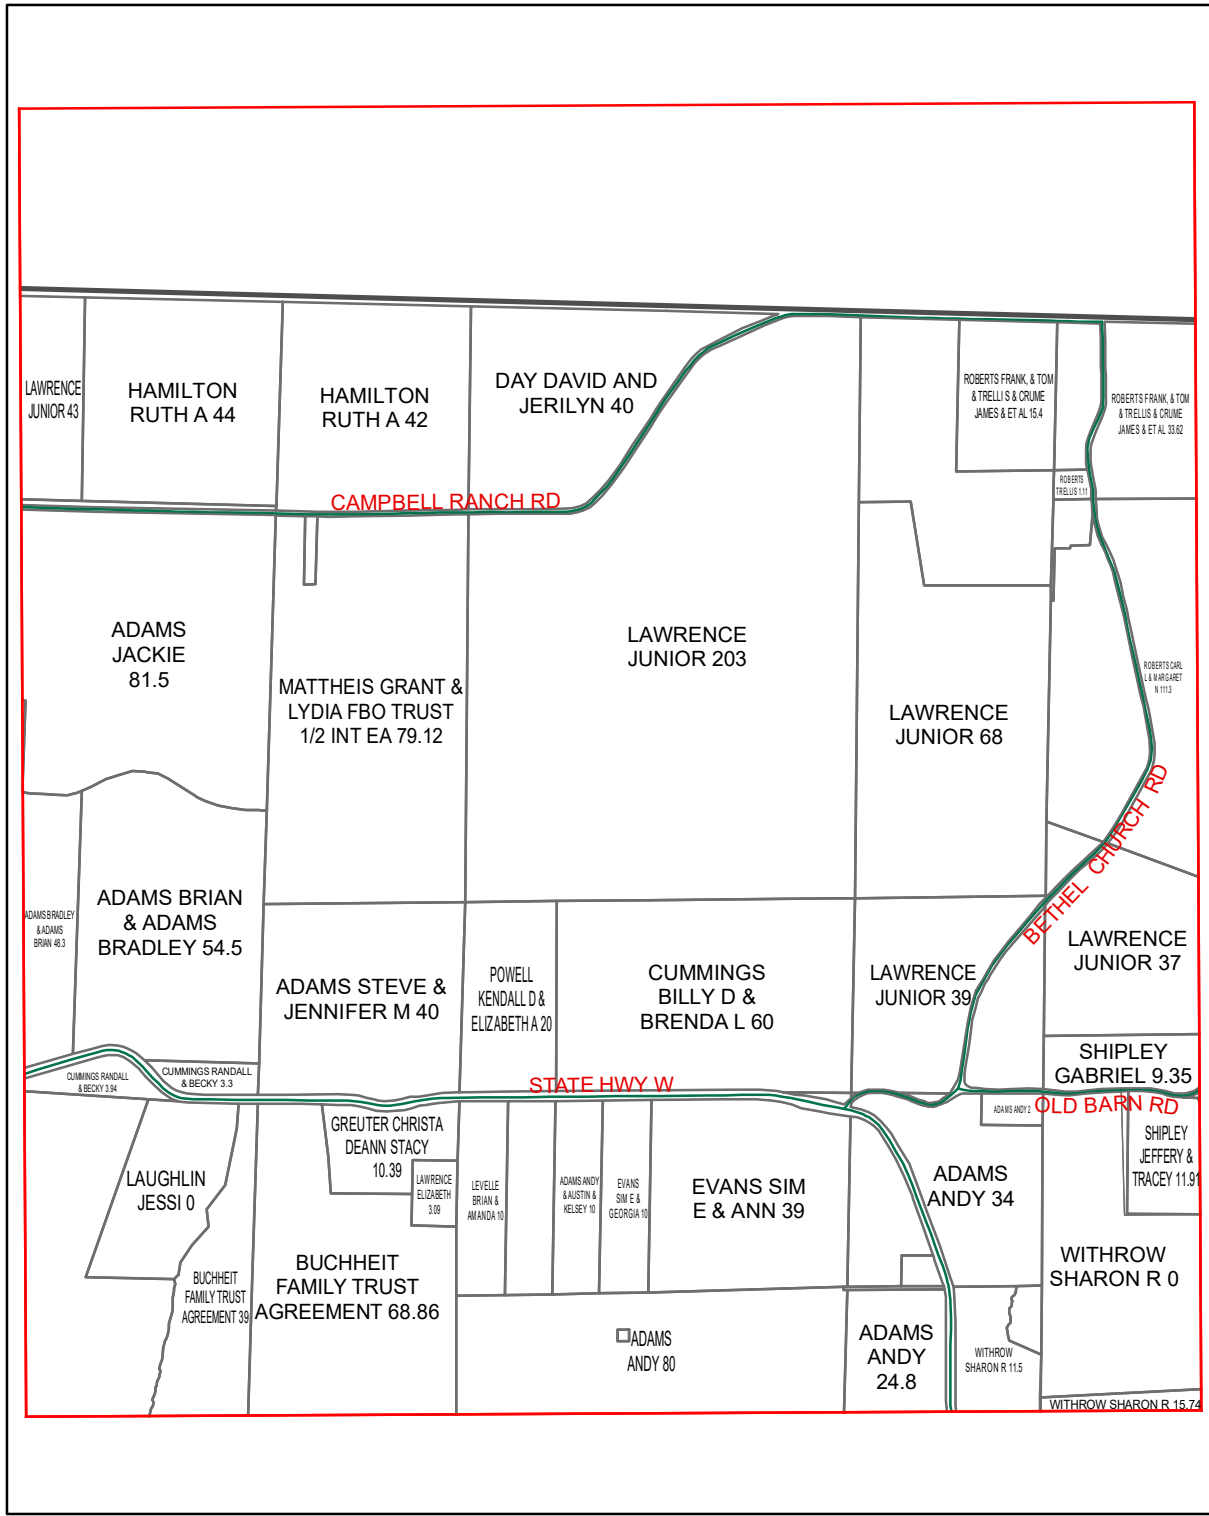 LAWRENCE
JUNIOR 43
HAMILTON
RUTH A 44
HAMILTON
RUTH A 42
DAY DAVID AND
JERILYN 40
ROBERTS FRANK, & TOM
& TRELLI S & CRUME
JAMES & ET AL 15.4
ROBERTS FRANK, & TOM
& TRELLIS & CRUME
JAMES & ET AL 33.62
ROBERTS
TRELLIS 1.11
CAMPBELL RANCH RD
ADAMS
JACKIE
81.5
MATTHEIS GRANT &
LYDIA FBO TRUST
1/2 INT EA 79.12
LAWRENCE
JUNIOR 203
LAWRENCE
JUNIOR 68
ROBERTS CARL
L & MARGARET
N 111.3
BETHEL CHURCH RD
ADAMS BRADLEY
& ADAMS
BRIAN 48.3
ADAMS BRIAN
& ADAMS
BRADLEY 54.5
ADAMS STEVE &
JENNIFER M 40
POWELL
KENDALL D &
ELIZABETH A 20
CUMMINGS
BILLY D &
BRENDA L 60
LAWRENCE
JUNIOR 39
LAWRENCE
JUNIOR 37
SHIPLEY
GABRIEL 9.35
CUMMINGS RANDALL
& BECKY 3.94
CUMMINGS RANDALL
& BECKY 3.3
STATE HWY W
ADAMS ANDY 2
OLD BARN RD
GREUTER CHRISTA
DEANN STACY
10.39
LAWRENCE
ELIZABETH
3.09
LAUGHLIN
JESSI 0
LEVELLE
BRIAN &
AMANDA 10
ADAMS ANDY
& AUSTIN &
KELSEY 10
EVANS
SIM E &
GEORGIA 10
EVANS SIM
E & ANN 39
ADAMS
ANDY 34
SHIPLEY
JEFFERY &
TRACEY 11.91
BUCHHEIT
FAMILY TRUST
AGREEMENT 39
BUCHHEIT
FAMILY TRUST
AGREEMENT 68.86
WITHROW
SHARON R 0
ADAMS
ANDY 80
ADAMS
ANDY
24.8
WITHROW
SHARON R 11.5
WITHROW SHARON R 15.74